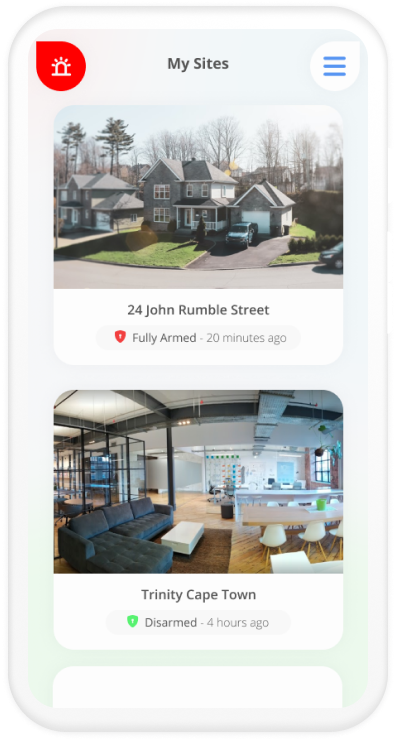 My Sites
24 John Rumble Street
Fully Armed - 20 minutes ago
Trinity Cape Town
Disarmed - 4 hours ago